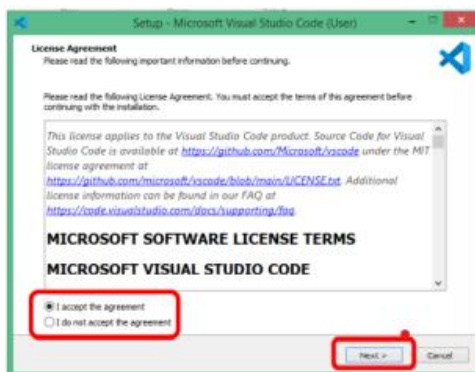 Setup - Microsoft Visual Studio Code (User)
License Agreement
Please read the following important information before continuing.
Please read the following License Agreement. You must accept the terms of this agreement before
continuing with the installation.
This license applies to the Visual Studio Code product. Source Code for Visual
Studio Code is available at https://github.com/Microsoft/vscode under the MIT
license agreement at
https://github.com/microsoft/vscode/blob/main/LICENSE.txt. Additional
license information can be found in our FAQ at
https://code.visualstudio.com/docs/supporting/faq.
MICROSOFT SOFTWARE LICENSE TERMS
MICROSOFT VISUAL STUDIO CODE
I accept the agreement
I do not accept the agreement
Next >
Cancel